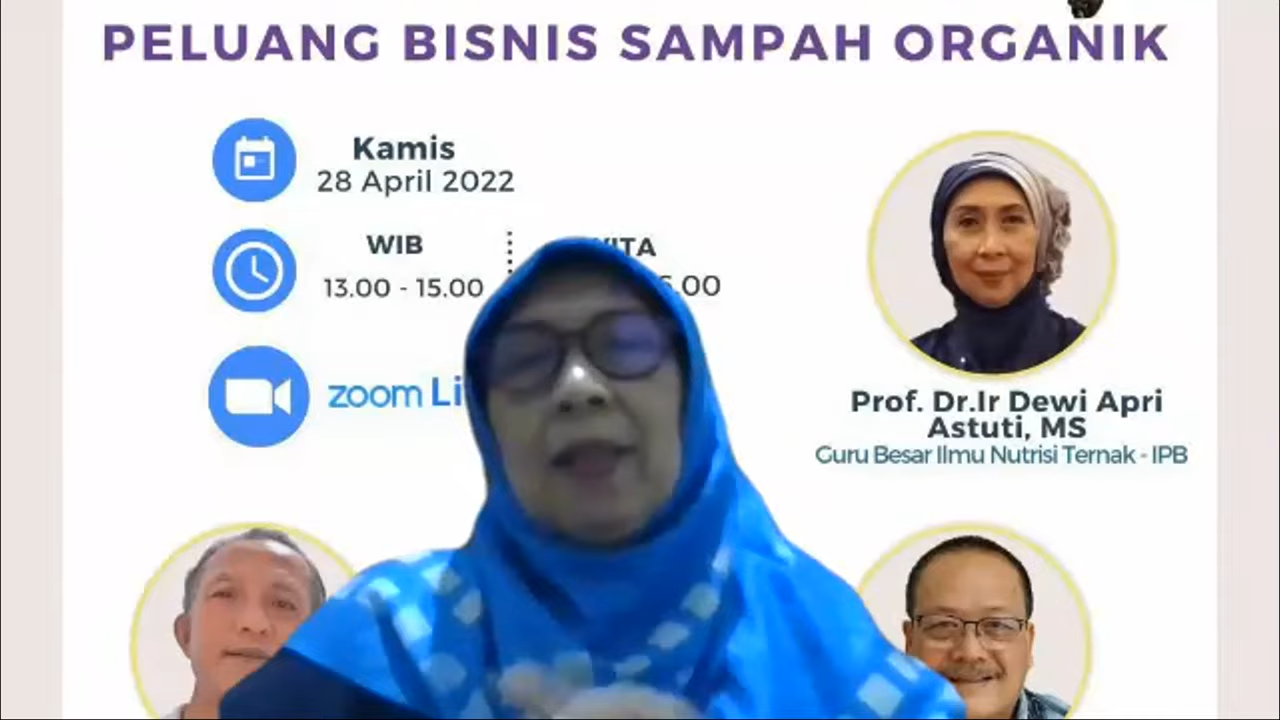 PELUANG BISNIS SAMPAH ORGANIK
Kamis
28 April 2022
WIB
13.00 - 15.00
zoom
Prof. Dr.Ir Dewi Apri
Astuti, MS
Guru Besar Ilmu Nutrisi Ternak - IPB